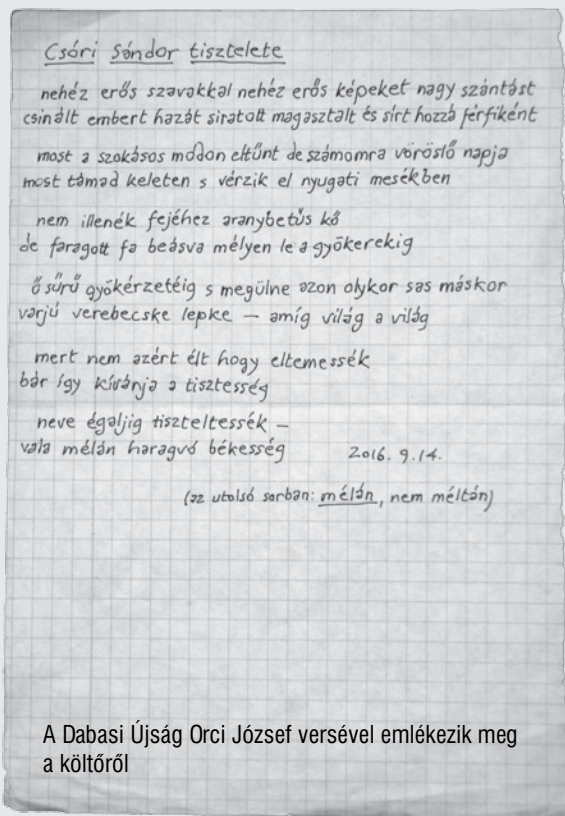 Csóri Sándor tisztelete
nehéz erős szavakkal nehéz erős képeket nagy szántást
csinált embert hazát siratott magasztalt és sírt hozzá férfiként
most a szokásos módon eltűnt de számomra vöröslő napja
most támad keleten s vérzik el nyugati mesékben
nem illenék fejéhez aranybetűs kő
de faragott fa beásva mélyen le a gyökerekig
ő sűrű gyökérzetéig s megülne azon olykor sas máskor
varjú verebecske lepke – amíg világ a világ
mert nem azért élt hogy eltemessék
bár így kívánja a tisztesség
neve égaljig tiszteltessék –
vala mélán haragvó békesség
2016. 9. 14.
(az utolsó sorban: mélán, nem méltán)
A Dabasi Újság Orci József versével emlékezik meg
a költőről